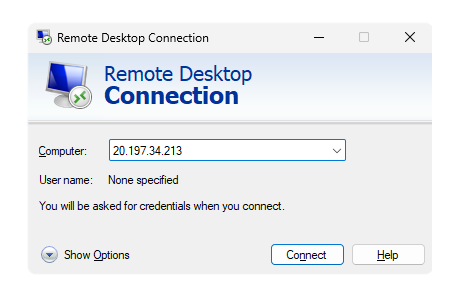 Remote Desktop Connection
Remote Desktop
Connection
Computer: 20.197.34.213
User name: None specified
You will be asked for credentials when you connect.
Show Options Connect Help